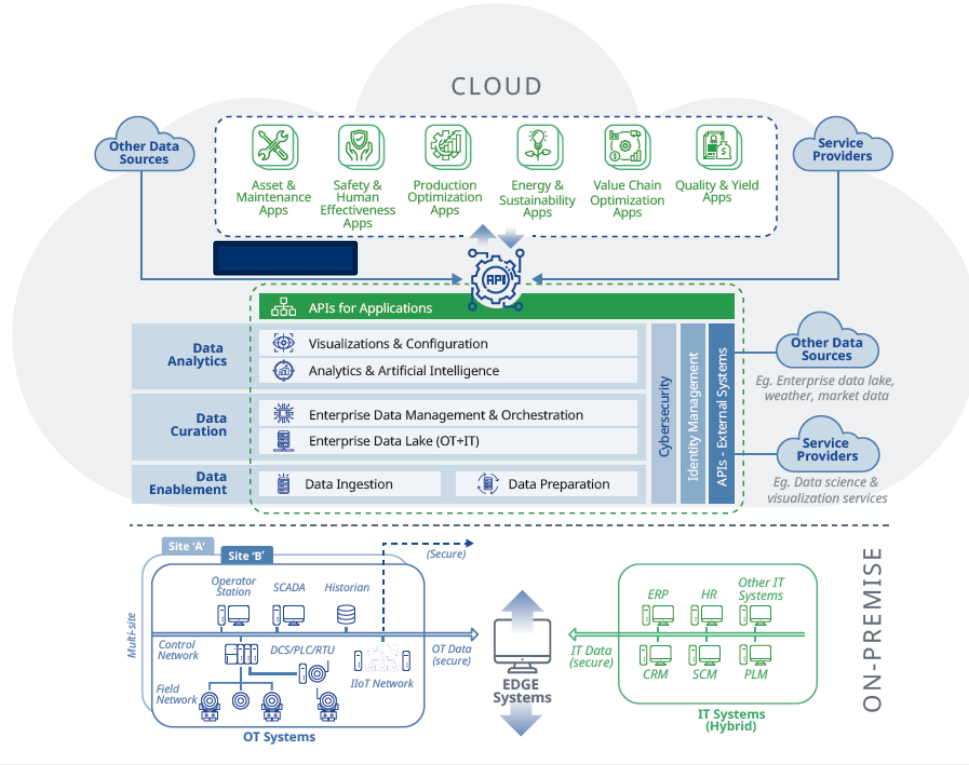 CLOUD
Other Data
Sources
Service
Providers
Asset &
Maintenance
Apps
Safety &
Human
Effectiveness
Apps
Production
Optimization
Apps
Energy &
Sustainability
Apps
Value Chain
Optimization
Apps
Quality & Yield
Apps
API
APIs for Applications
Data
Analytics
Visualizations & Configuration
Analytics & Artificial Intelligence
Data
Curation
Enterprise Data Management & Orchestration
Enterprise Data Lake (OT+IT)
Data
Enablement
Data Ingestion
Data Preparation
Cybersecurity
Identity Management
APIs - External Systems
Other Data
Sources
Eg. Enterprise data lake,
weather, market data
Service
Providers
Eg. Data science &
visualization services
ON-PREMISE
Site ‘A’
Site ‘B’
Multi-site
Operator
Station
SCADA
Historian
(Secure)
Control
Network
DCS/PLC/RTU
IIoT Network
Field
Network
OT Systems
OT Data
(secure)
EDGE
Systems
IT Data
(secure)
ERP
HR
Other IT
Systems
CRM
SCM
PLM
IT Systems
(Hybrid)